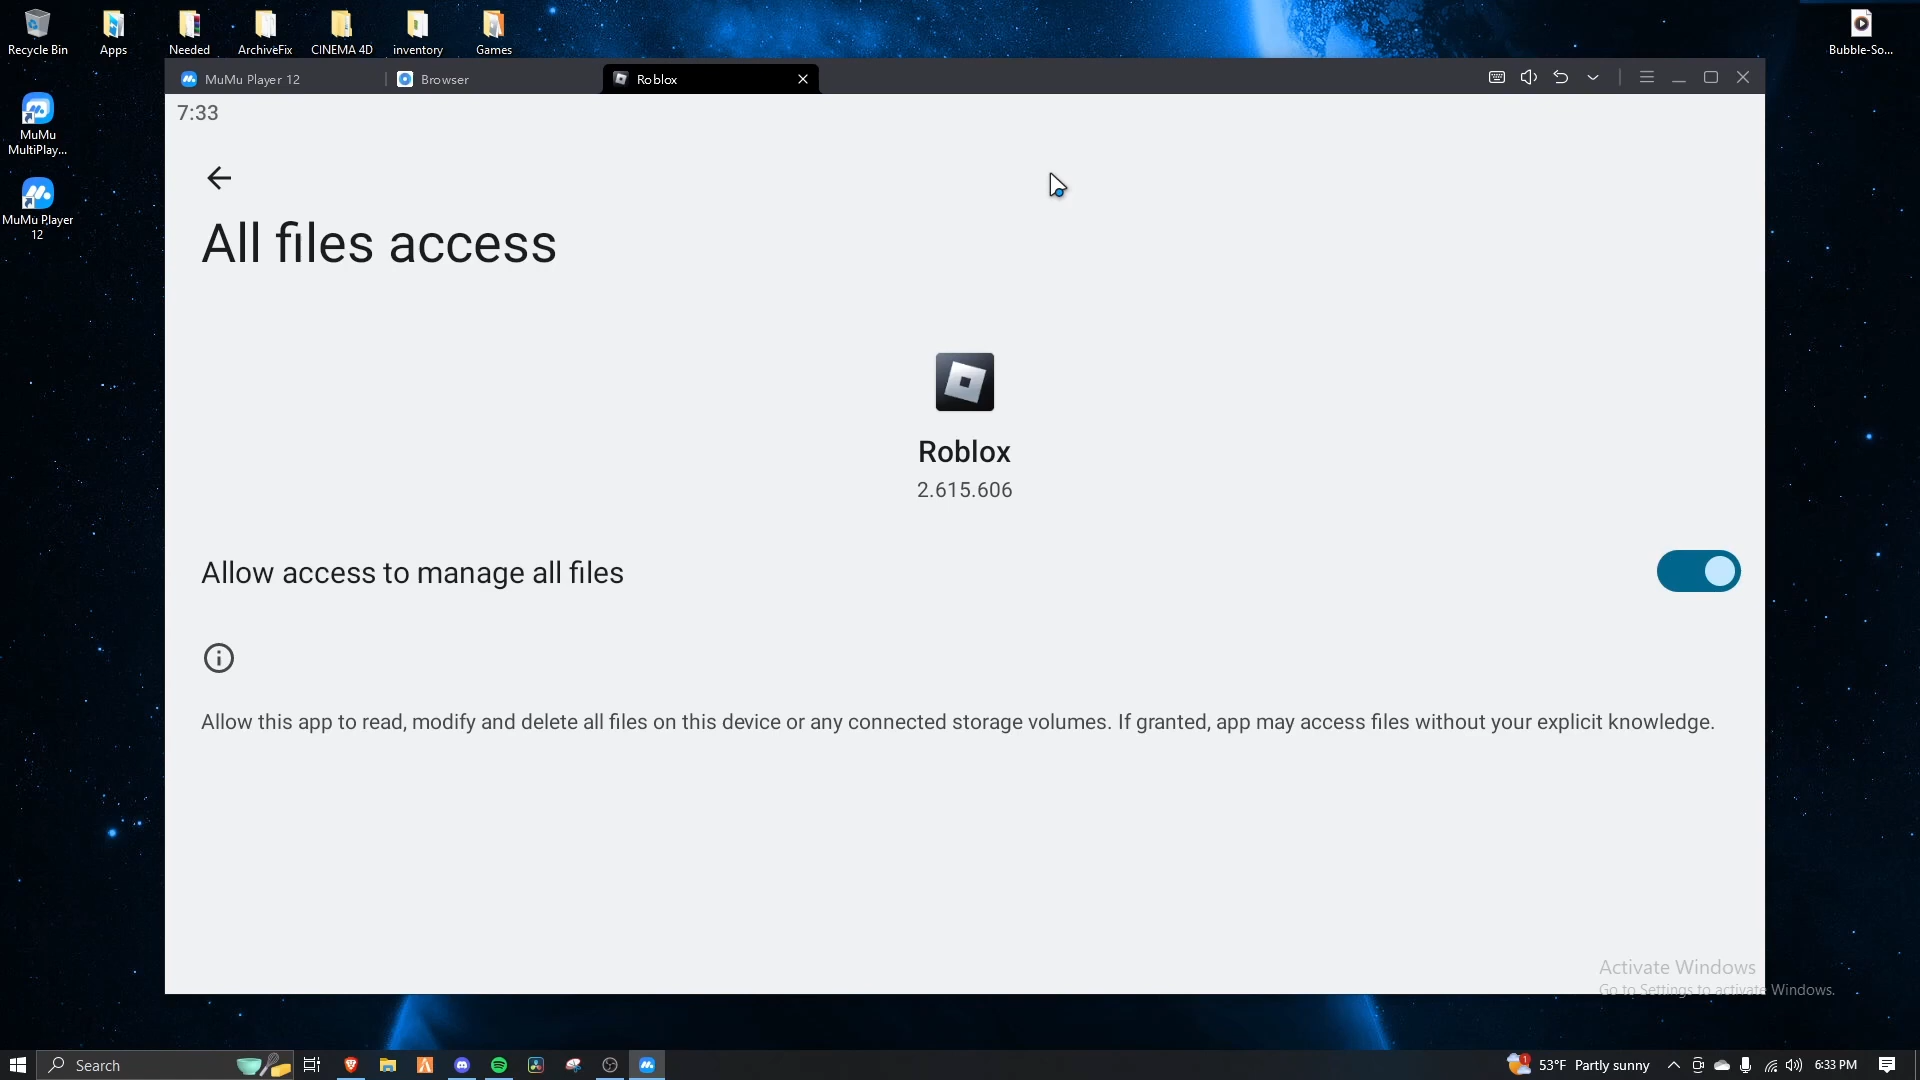 Recycle Bin
Apps
Needed
ArchiveFix
CINEMA 4D
inventory
Games
Bubble-So...
MuMu Player 12
Browser
Roblox
MuMu
MultiPlay...
MuMu Player
12
7:33
All files access
Roblox
2.615.606
Allow access to manage all files
Allow this app to read, modify and delete all files on this device or any connected storage volumes. If granted, app may access files without your explicit knowledge.
Activate Windows
Go to Settings to activate Windows.
Search
1
53°F Partly sunny
6:33 PM